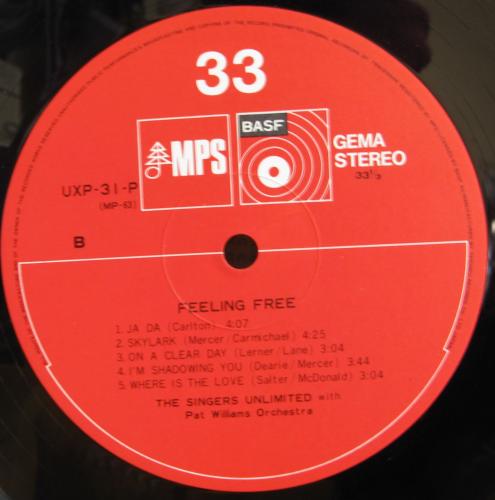 33
MPS
BASF
GEMA
STEREO
33⅓
UXP-31-P
(MIP-63)
B
FEELING FREE
1. JA DA (Carlton) 4:07
2. SKYLARK (Mercer/Carmichael) 4:25
3. ON A CLEAR DAY (Lerner/Lane) 3:04
4. I'M SHADOWING YOU (Dearie/Mercer) 3:44
5. WHERE IS THE LOVE (Salter/McDonald) 3:04
THE SINGERS UNLIMITED with
Pat Williams Orchestra